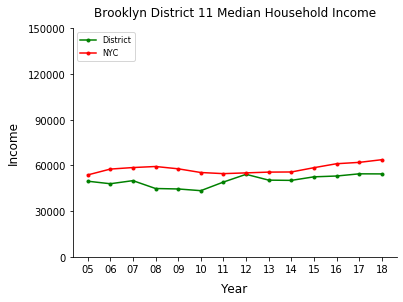 Brooklyn District 11 Median Household Income
District
NYC
150000
120000
90000
60000
30000
0
Income
05 06 07 08 09 10 11 12 13 14 15 16 17 18
Year